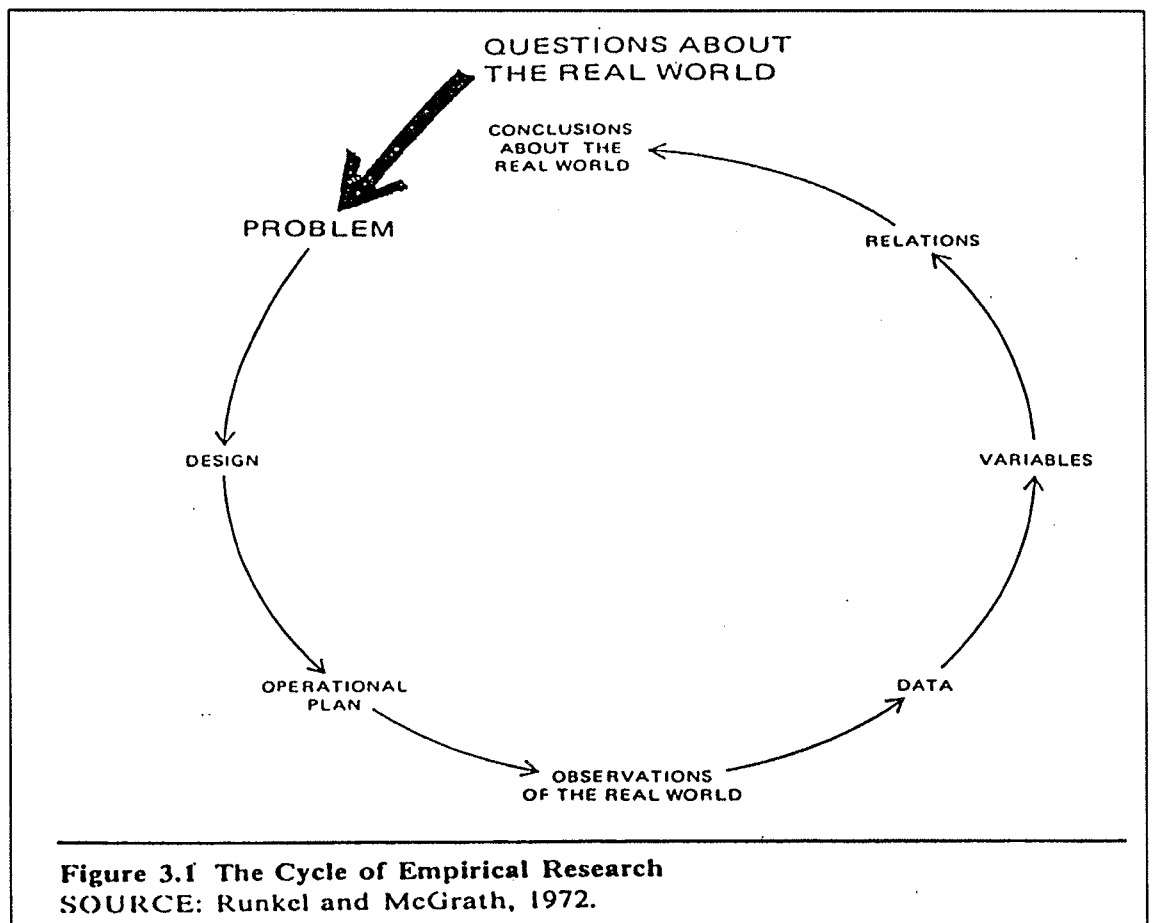 QUESTIONS ABOUT
THE REAL WORLD
CONCLUSIONS
ABOUT THE
REAL WORLD
PROBLEM
RELATIONS
DESIGN
VARIABLES
OPERATIONAL
PLAN
DATA
OBSERVATIONS
OF THE REAL WORLD
Figure 3.1 The Cycle of Empirical Research
SOURCE: Runkel and McGrath, 1972.